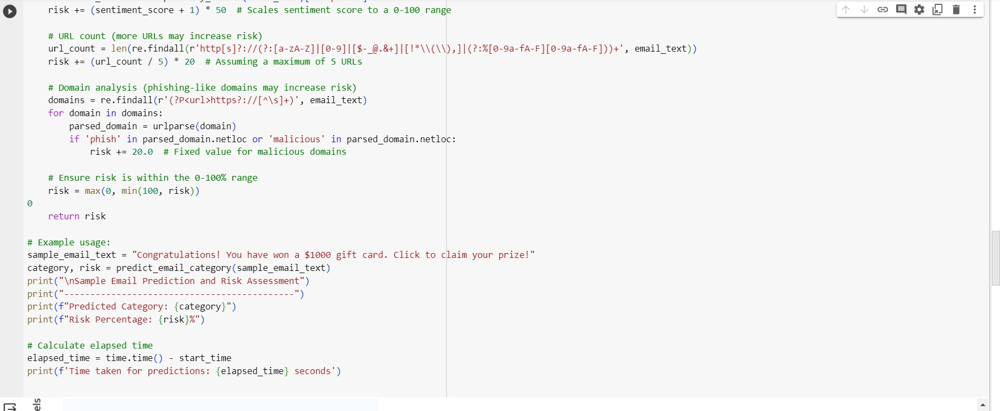 risk += (sentiment_score + 1) * 50  # Scales sentiment score to a 0-100 range

    # URL count (more URLs may increase risk)
    url_count = len(re.findall(r'http[s]?://(?:[a-zA-Z]|[0-9]|[$-_@.&+]|[!*\\(\\),]|(?:%[0-9a-fA-F][0-9a-fA-F]))+', email_text))
    risk += (url_count / 5) * 20  # Assuming a maximum of 5 URLs

    # Domain analysis (phishing-like domains may increase risk)
    domains = re.findall(r'(?P<url>https?://[^\s]+)', email_text)
    for domain in domains:
        parsed_domain = urlparse(domain)
        if 'phish' in parsed_domain.netloc or 'malicious' in parsed_domain.netloc:
            risk += 20.0  # Fixed value for malicious domains

    # Ensure risk is within the 0-100% range
    risk = max(0, min(100, risk))
0
    return risk

# Example usage:
sample_email_text = "Congratulations! You have won a $1000 gift card. Click to claim your prize!"
category, risk = predict_email_category(sample_email_text)
print("\nSample Email Prediction and Risk Assessment")
print("--------------------------------------------")
print(f"Predicted Category: {category}")
print(f"Risk Percentage: {risk}%")

# Calculate elapsed time
elapsed_time = time.time() - start_time
print(f'Time taken for predictions: {elapsed_time} seconds')
els